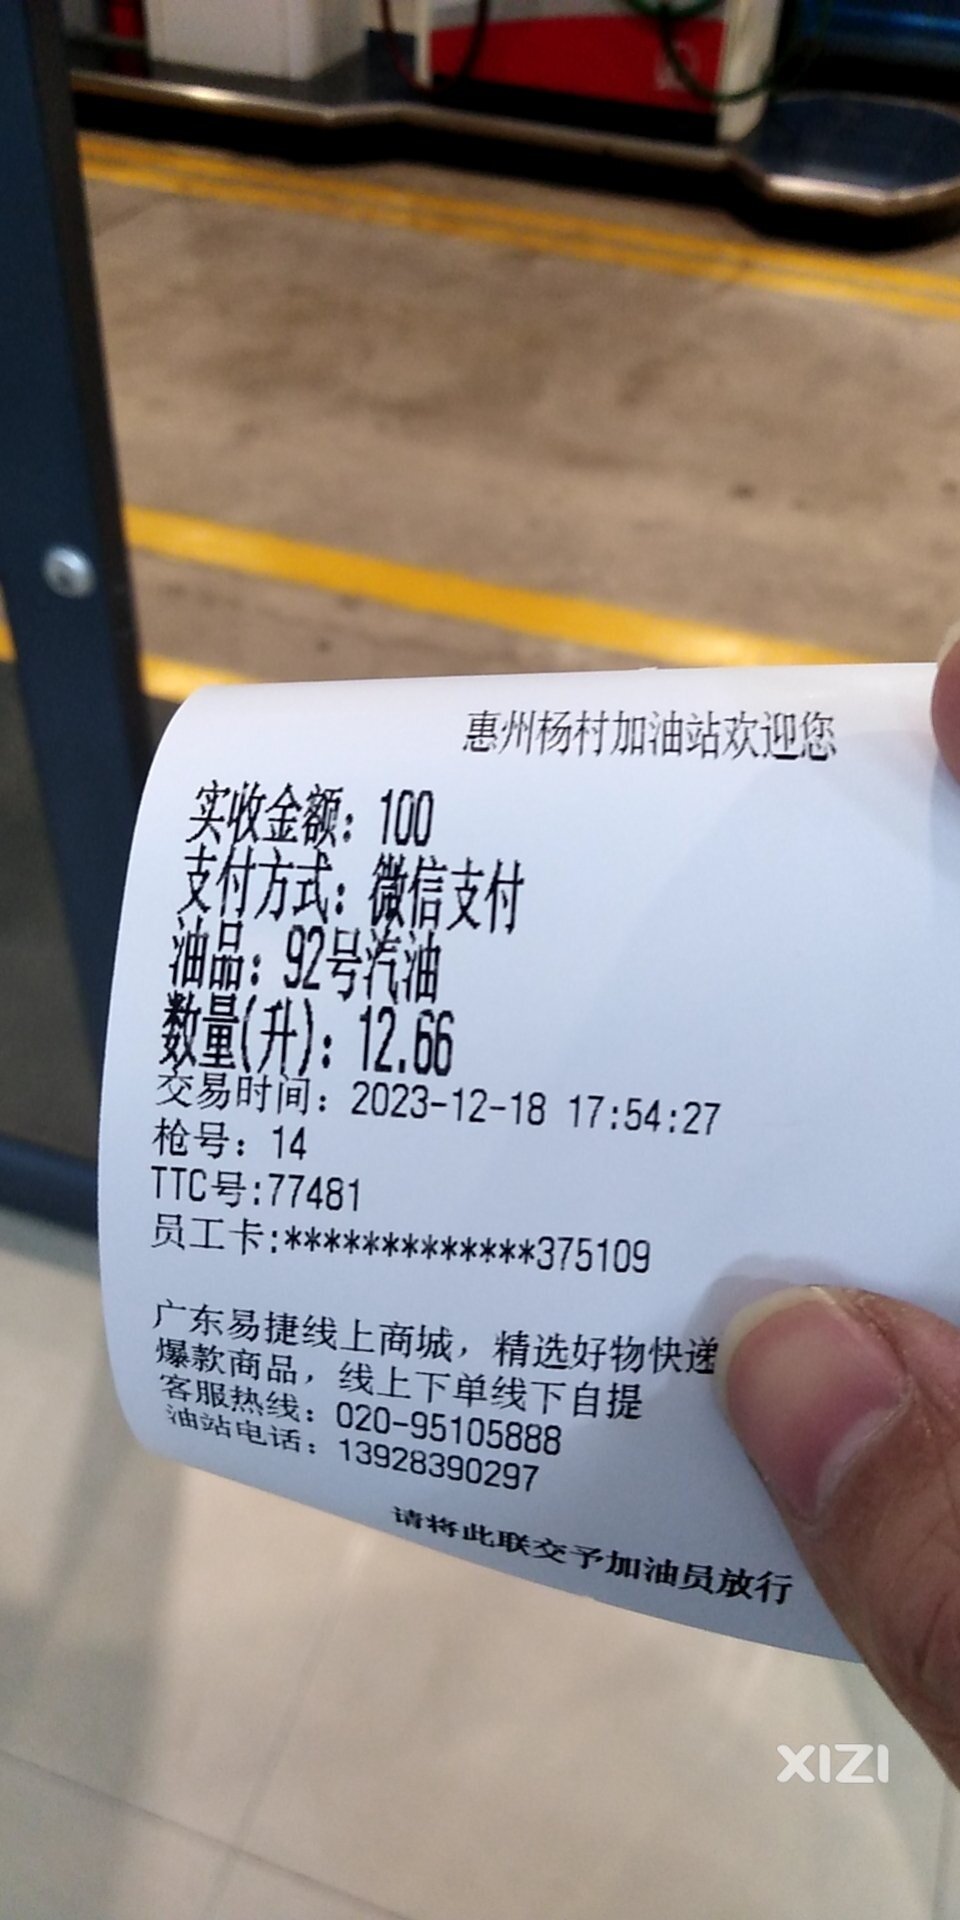 惠州杨村加油站欢迎您
实收金额: 100
支付方式: 微信支付
油品: 92号汽油
数量(升): 12.66
交易时间: 2023-12-18 17:54:27
枪号: 14
TTC号:77481
员工卡:*************375109
广东易捷线上商城，精选好物快递
爆款商品，线上下单线下自提
客服热线: 020-95105888
油站电话: 13928390297
请将此联交予加油员放行
XIZI